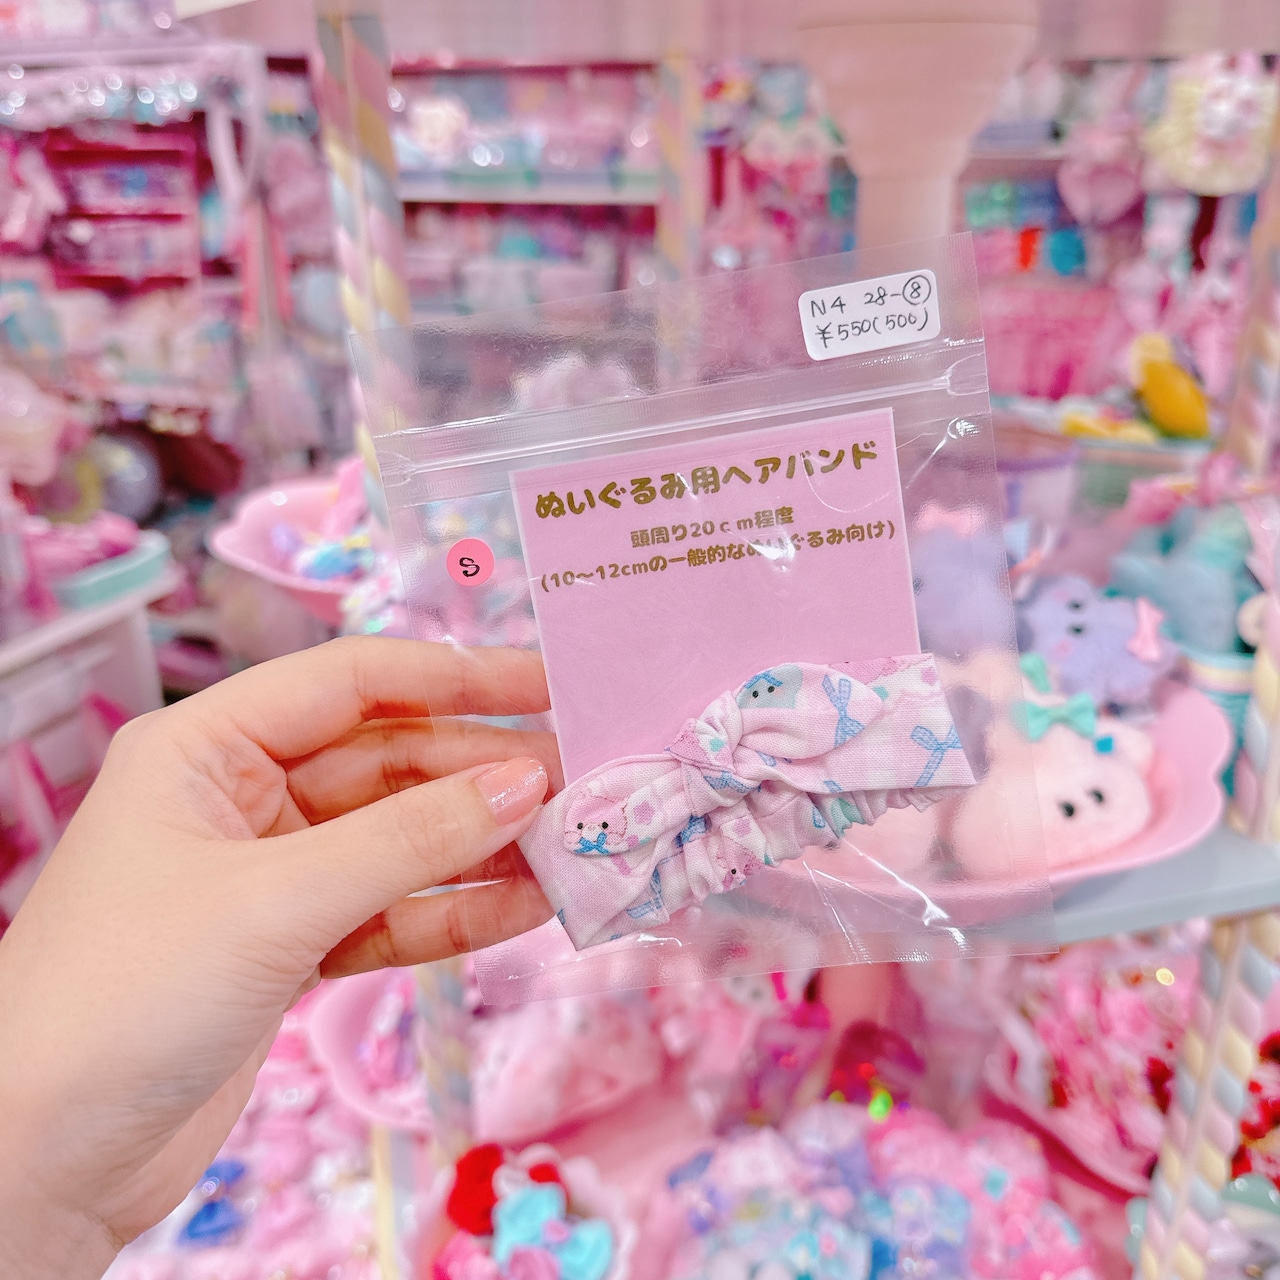 N4 28-⑧
¥550(500)
ぬいぐるみ用ヘアバンド
頭周り20cm程度
(10〜12cmの一般的なぬいぐるみ向け)
S